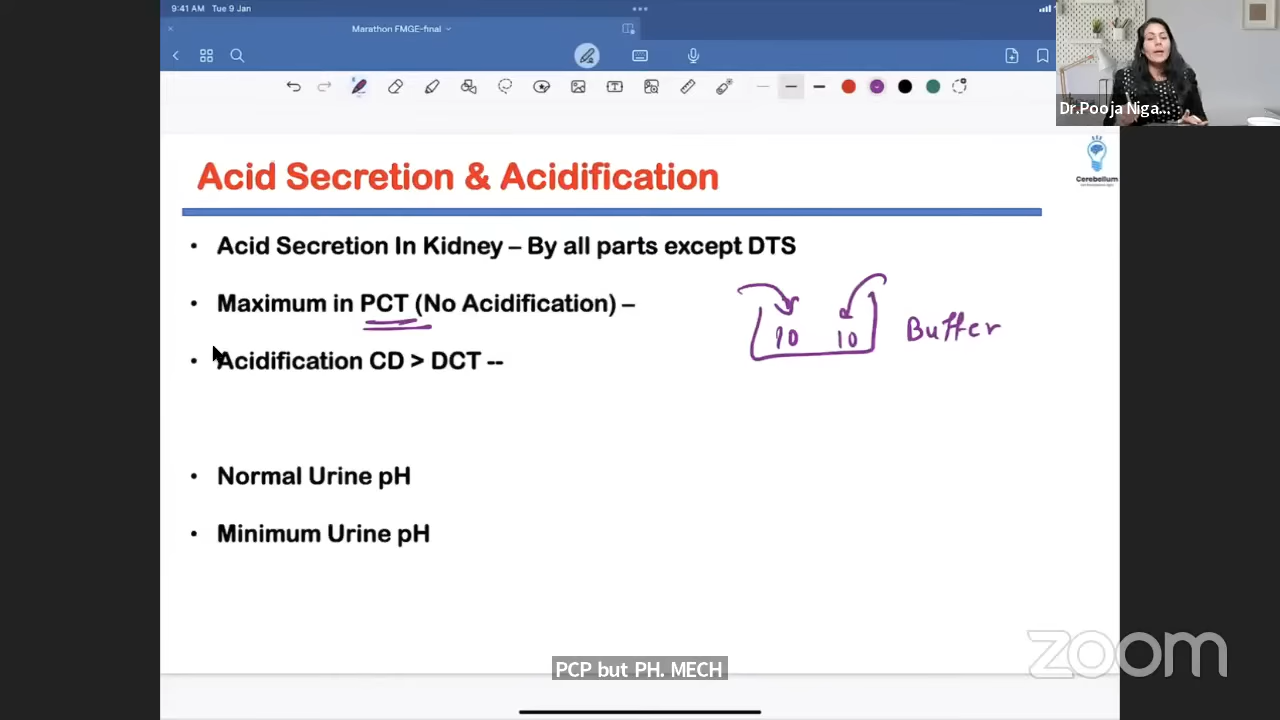 9:41 AM Tue 9 Jan
Marathon FMGE-final
Dr.Pooja Niga...
Cerebellum
Acid Secretion & Acidification
• Acid Secretion In Kidney – By all parts except DTS
• Maximum in PCT (No Acidification) –
10 10 Buffer
• Acidification CD > DCT --
• Normal Urine pH
• Minimum Urine pH
zoom
PCP but PH. MECH